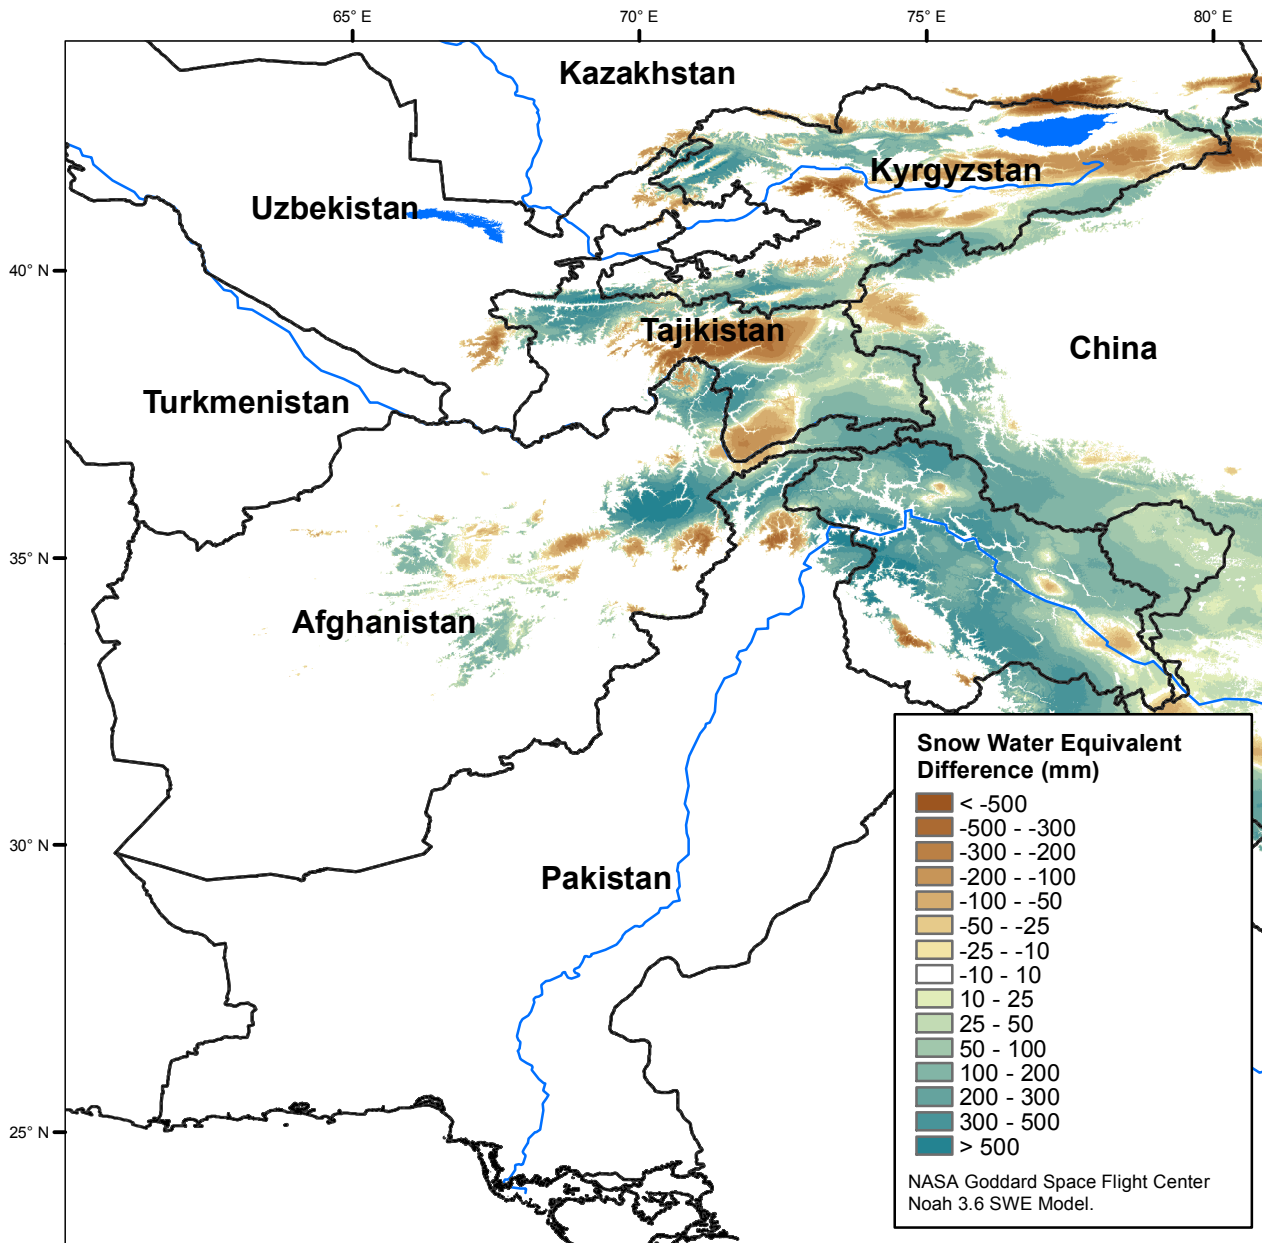 65° E
70° E
75° E
80° E
Kazakhstan
Kyrgyzstan
Uzbekistan
40° N
Tajikistan
China
Turkmenistan
35° N
Afghanistan
Snow Water Equivalent
Difference (mm)
< -500
-500 - -300
-300 - -200
-200 - -100
-100 - -50
-50 - -25
-25 - -10
-10 - 10
10 - 25
25 - 50
50 - 100
100 - 200
200 - 300
300 - 500
> 500
NASA Goddard Space Flight Center
Noah 3.6 SWE Model.
30° N
Pakistan
25° N